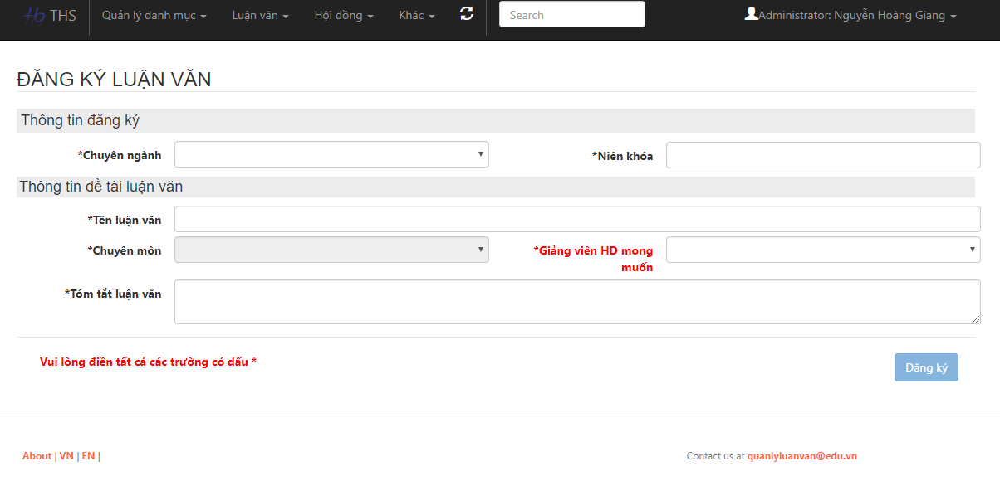 Ho THS Quản lý danh mục Luận văn Hội đồng Khác Search Administrator: Nguyễn Hoàng Giang
ĐĂNG KÝ LUẬN VĂN
Thông tin đăng ký
*Chuyên ngành *Niên khóa
Thông tin đề tài luận văn
*Tên luận văn
*Chuyên môn *Giảng viên HD mong
muốn
*Tóm tắt luận văn
Vui lòng điền tất cả các trường có dấu * Đăng ký
About | VN | EN | Contact us at quanlyluanvan@edu.vn